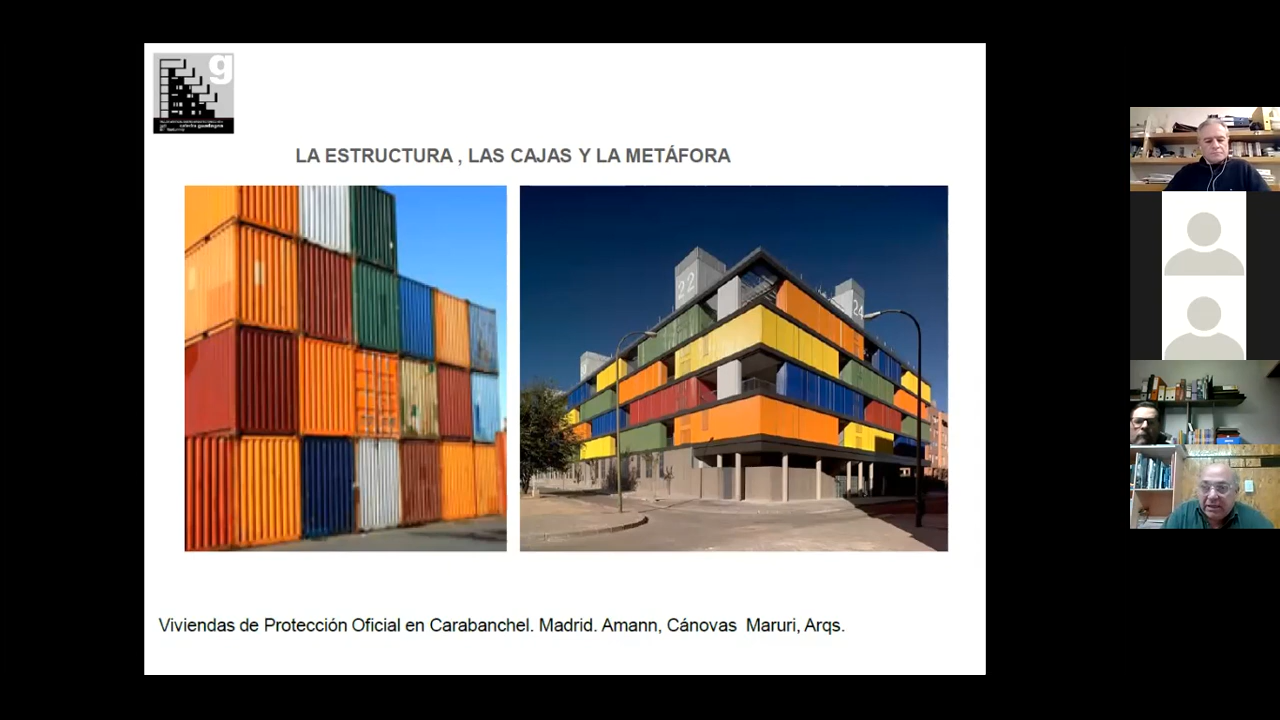 g
LA ESTRUCTURA , LAS CAJAS Y LA METÁFORA
22
24
Viviendas de Protección Oficial en Carabanchel. Madrid. Amann, Cánovas Maruri, Arqs.